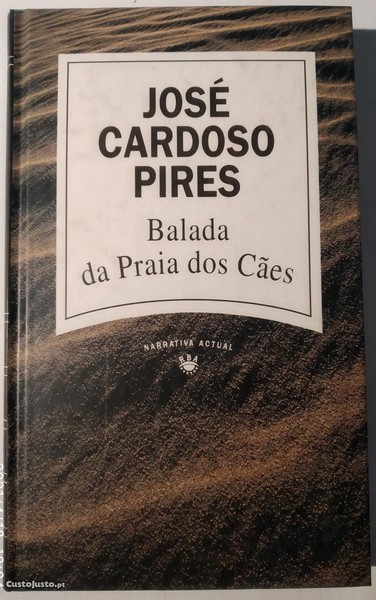 JOSÉ
CARDOSO
PIRES
Balada
da Praia dos Cães
NARRATIVA ACTUAL
RBA
CustoJusto.pt